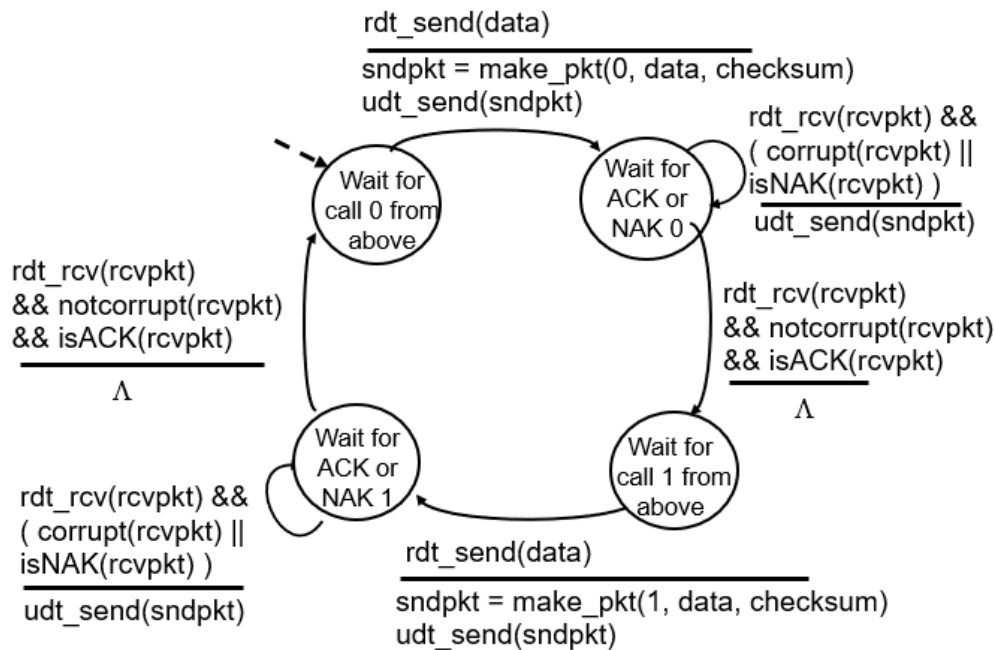 rdt_send(data)
sndpkt = make_pkt(0, data, checksum)
udt_send(sndpkt)
Wait for
call 0 from
above
Wait for
ACK or
NAK 0
rdt_rcv(rcvpkt) &&
( corrupt(rcvpkt) ||
isNAK(rcvpkt) )
udt_send(sndpkt)
rdt_rcv(rcvpkt)
&& notcorrupt(rcvpkt)
&& isACK(rcvpkt)
Λ
rdt_rcv(rcvpkt)
&& notcorrupt(rcvpkt)
&& isACK(rcvpkt)
Λ
Wait for
ACK or
NAK 1
Wait for
call 1 from
above
rdt_rcv(rcvpkt) &&
( corrupt(rcvpkt) ||
isNAK(rcvpkt) )
udt_send(sndpkt)
rdt_send(data)
sndpkt = make_pkt(1, data, checksum)
udt_send(sndpkt)